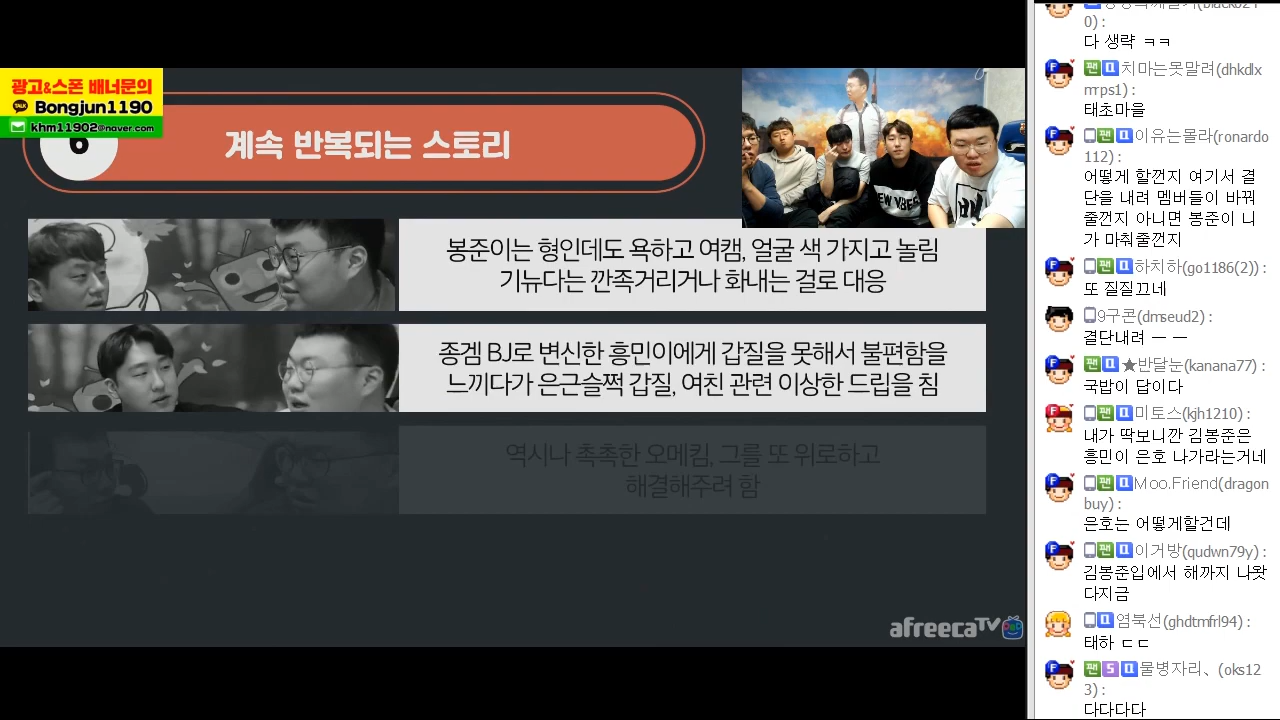 광고&스폰 배너문의
TALK Bongjun1190
khm11902@naver.com
6
계속 반복되는 스토리
봉준이는 형인데도 욕하고 여캠, 얼굴 색 가지고 놀림
기뉴다는 깐족거리거나 화내는 걸로 대응
종겜 BJ로 변신한 흥민이에게 갑질을 못해서 불편함을
느끼다가 은근슬쩍 갑질, 여친 관련 이상한 드립을 침
역시나 촉촉한 오메킴, 그를 또 위로하고
해결해주려 함
afreecaTV
0) :
다 생략 ㅋㅋ
팬 치마는못말려(dhkdlx
mrps1) :
태초마을
팬 이유는몰라(ronardo
112) :
어떻게 할껀지 여기서 결
단을 내려 멤버들이 바꿔
줄껀지 아니면 봉준이 니
가 마춰줄껀지
팬 하치하(go1186(2)) :
또 질질끄네
9구콘(dmseud2) :
결단내려 ㅡ ㅡ
팬 ★반달눈(kanana77) :
국밥이 답이다
팬 미토스(kjh1210) :
내가 딱보니깐 김봉준은
흥민이 은호 나가라는거네
팬 Moo.Friend(dragon
buy) :
은호는 어떻게할건데
팬 이거방(qudwn79y) :
김봉준입에서 해까지 나왓
다지금
염북선(ghdtmfrl94) :
태하 ㄷㄷ
팬 S 물병자리、(oks12
3) :
다다다다